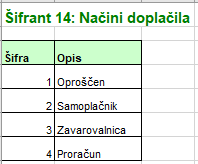 Šifrant 14: Načini doplačila
Šifra Opis
1 Oproščen
2 Samoplačnik
3 Zavarovalnica
4 Proračun